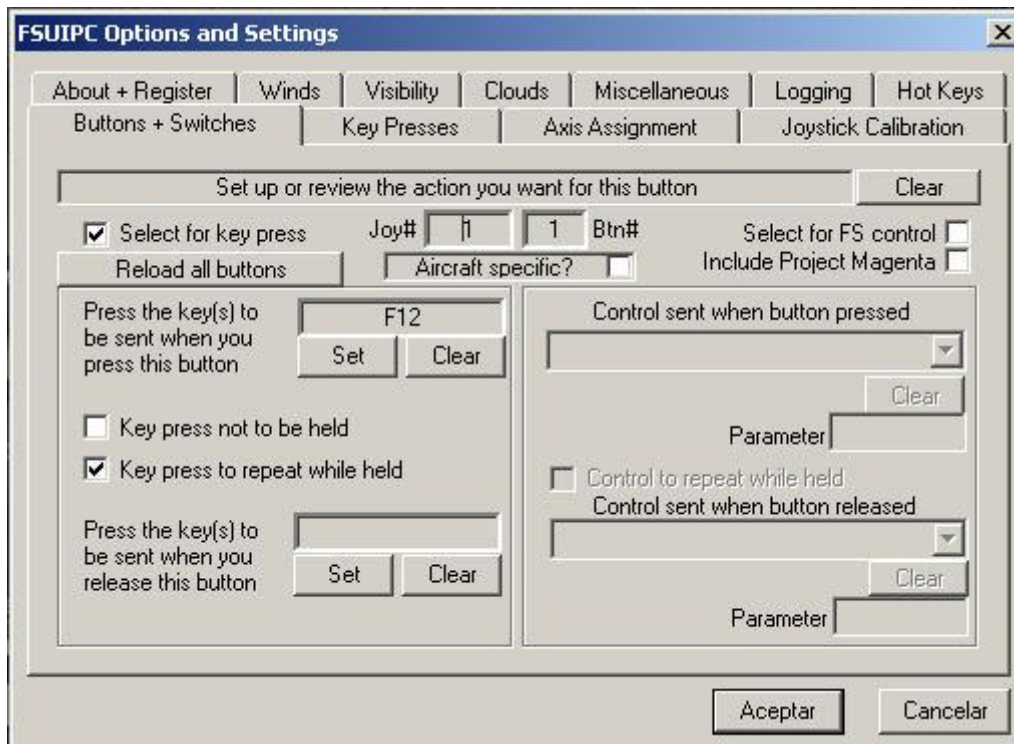 FSUIPC Options and Settings
About + Register Winds Visibility Clouds Miscellaneous Logging Hot Keys
Buttons + Switches Key Presses Axis Assignment Joystick Calibration
Set up or review the action you want for this button Clear
Select for key press Joy# 1 1 Btn# Select for FS control
Reload all buttons Aircraft specific? Include Project Magenta
Press the key(s) to
be sent when you
press this button
F12
Set Clear
Key press not to be held
Key press to repeat while held
Press the key(s) to
be sent when you
release this button
Set Clear
Control sent when button pressed
Clear
Parameter
Control to repeat while held
Control sent when button released
Clear
Parameter
Aceptar Cancelar